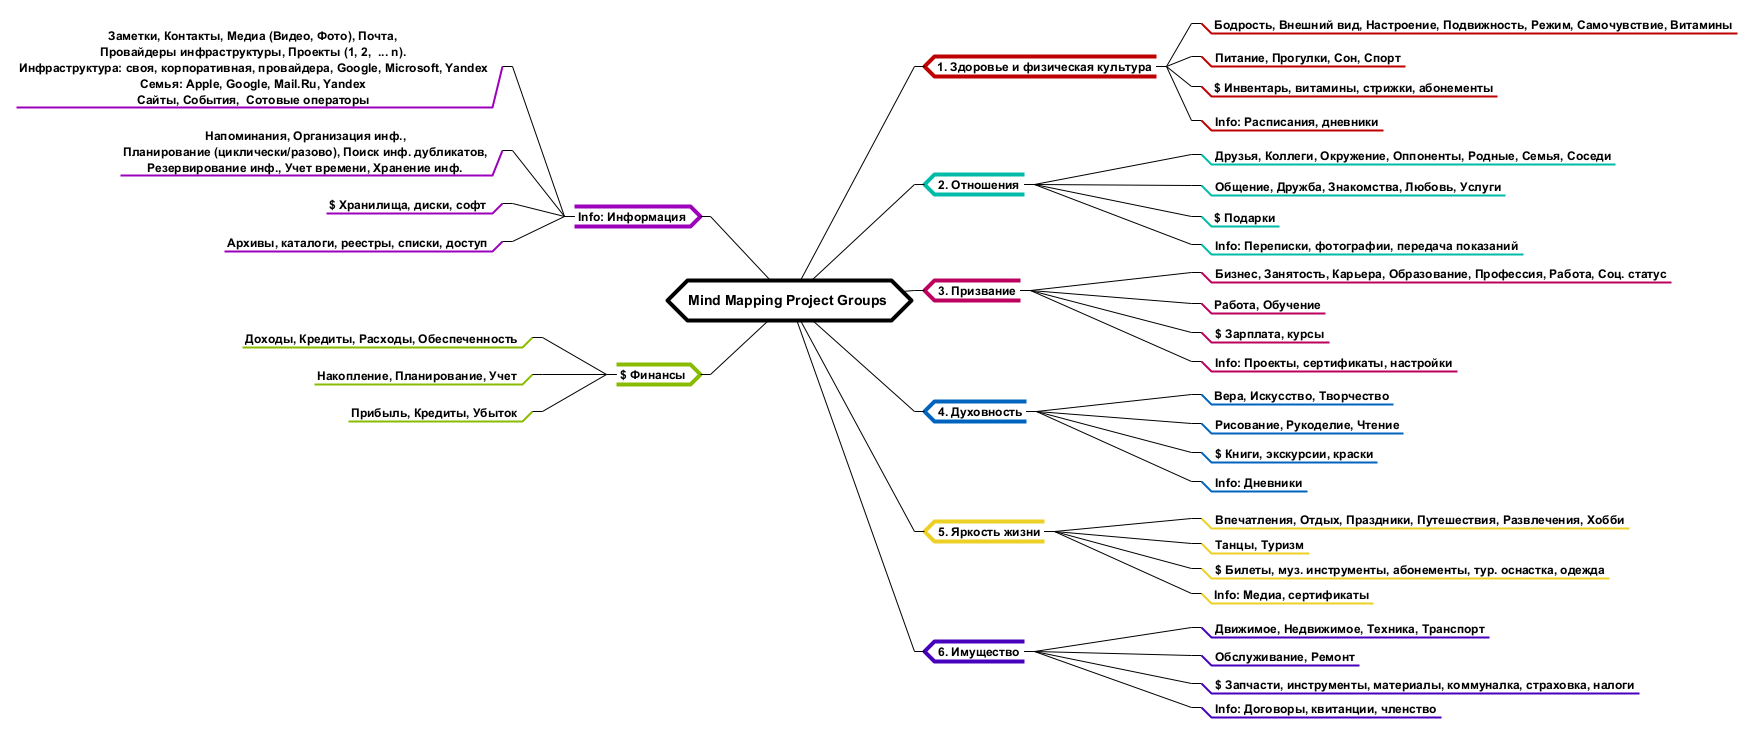 Заметки, Контакты, Медиа (Видео, Фото), Почта,
Провайдеры инфраструктуры, Проекты (1, 2, ... n).
Инфраструктура: своя, корпоративная, провайдера, Google, Microsoft, Yandex
Семья: Apple, Google, Mail.Ru, Yandex
Сайты, События, Сотовые операторы
Напоминания, Организация инф.,
Планирование (циклически/разово), Поиск инф. дубликатов,
Резервирование инф., Учет времени, Хранение инф.
$ Хранилища, диски, софт
Архивы, каталоги, реестры, списки, доступ
Info: Информация
Доходы, Кредиты, Расходы, Обеспеченность
Накопление, Планирование, Учет
Прибыль, Кредиты, Убыток
$ Финансы
Mind Mapping Project Groups
1. Здоровье и физическая культура
Бодрость, Внешний вид, Настроение, Подвижность, Режим, Самочувствие, Витамины
Питание, Прогулки, Сон, Спорт
$ Инвентарь, витамины, стрижки, абонементы
Info: Расписания, дневники
2. Отношения
Друзья, Коллеги, Окружение, Оппоненты, Родные, Семья, Соседи
Общение, Дружба, Знакомства, Любовь, Услуги
$ Подарки
Info: Переписки, фотографии, передача показаний
3. Призвание
Бизнес, Занятость, Карьера, Образование, Профессия, Работа, Соц. статус
Работа, Обучение
$ Зарплата, курсы
Info: Проекты, сертификаты, настройки
4. Духовность
Вера, Искусство, Творчество
Рисование, Рукоделие, Чтение
$ Книги, экскурсии, краски
Info: Дневники
5. Яркость жизни
Впечатления, Отдых, Праздники, Путешествия, Развлечения, Хобби
Танцы, Туризм
$ Билеты, муз. инструменты, абонементы, тур. оснастка, одежда
Info: Медиа, сертификаты
6. Имущество
Движимое, Недвижимое, Техника, Транспорт
Обслуживание, Ремонт
$ Запчасти, инструменты, материалы, коммуналка, страховка, налоги
Info: Договоры, квитанции, членство